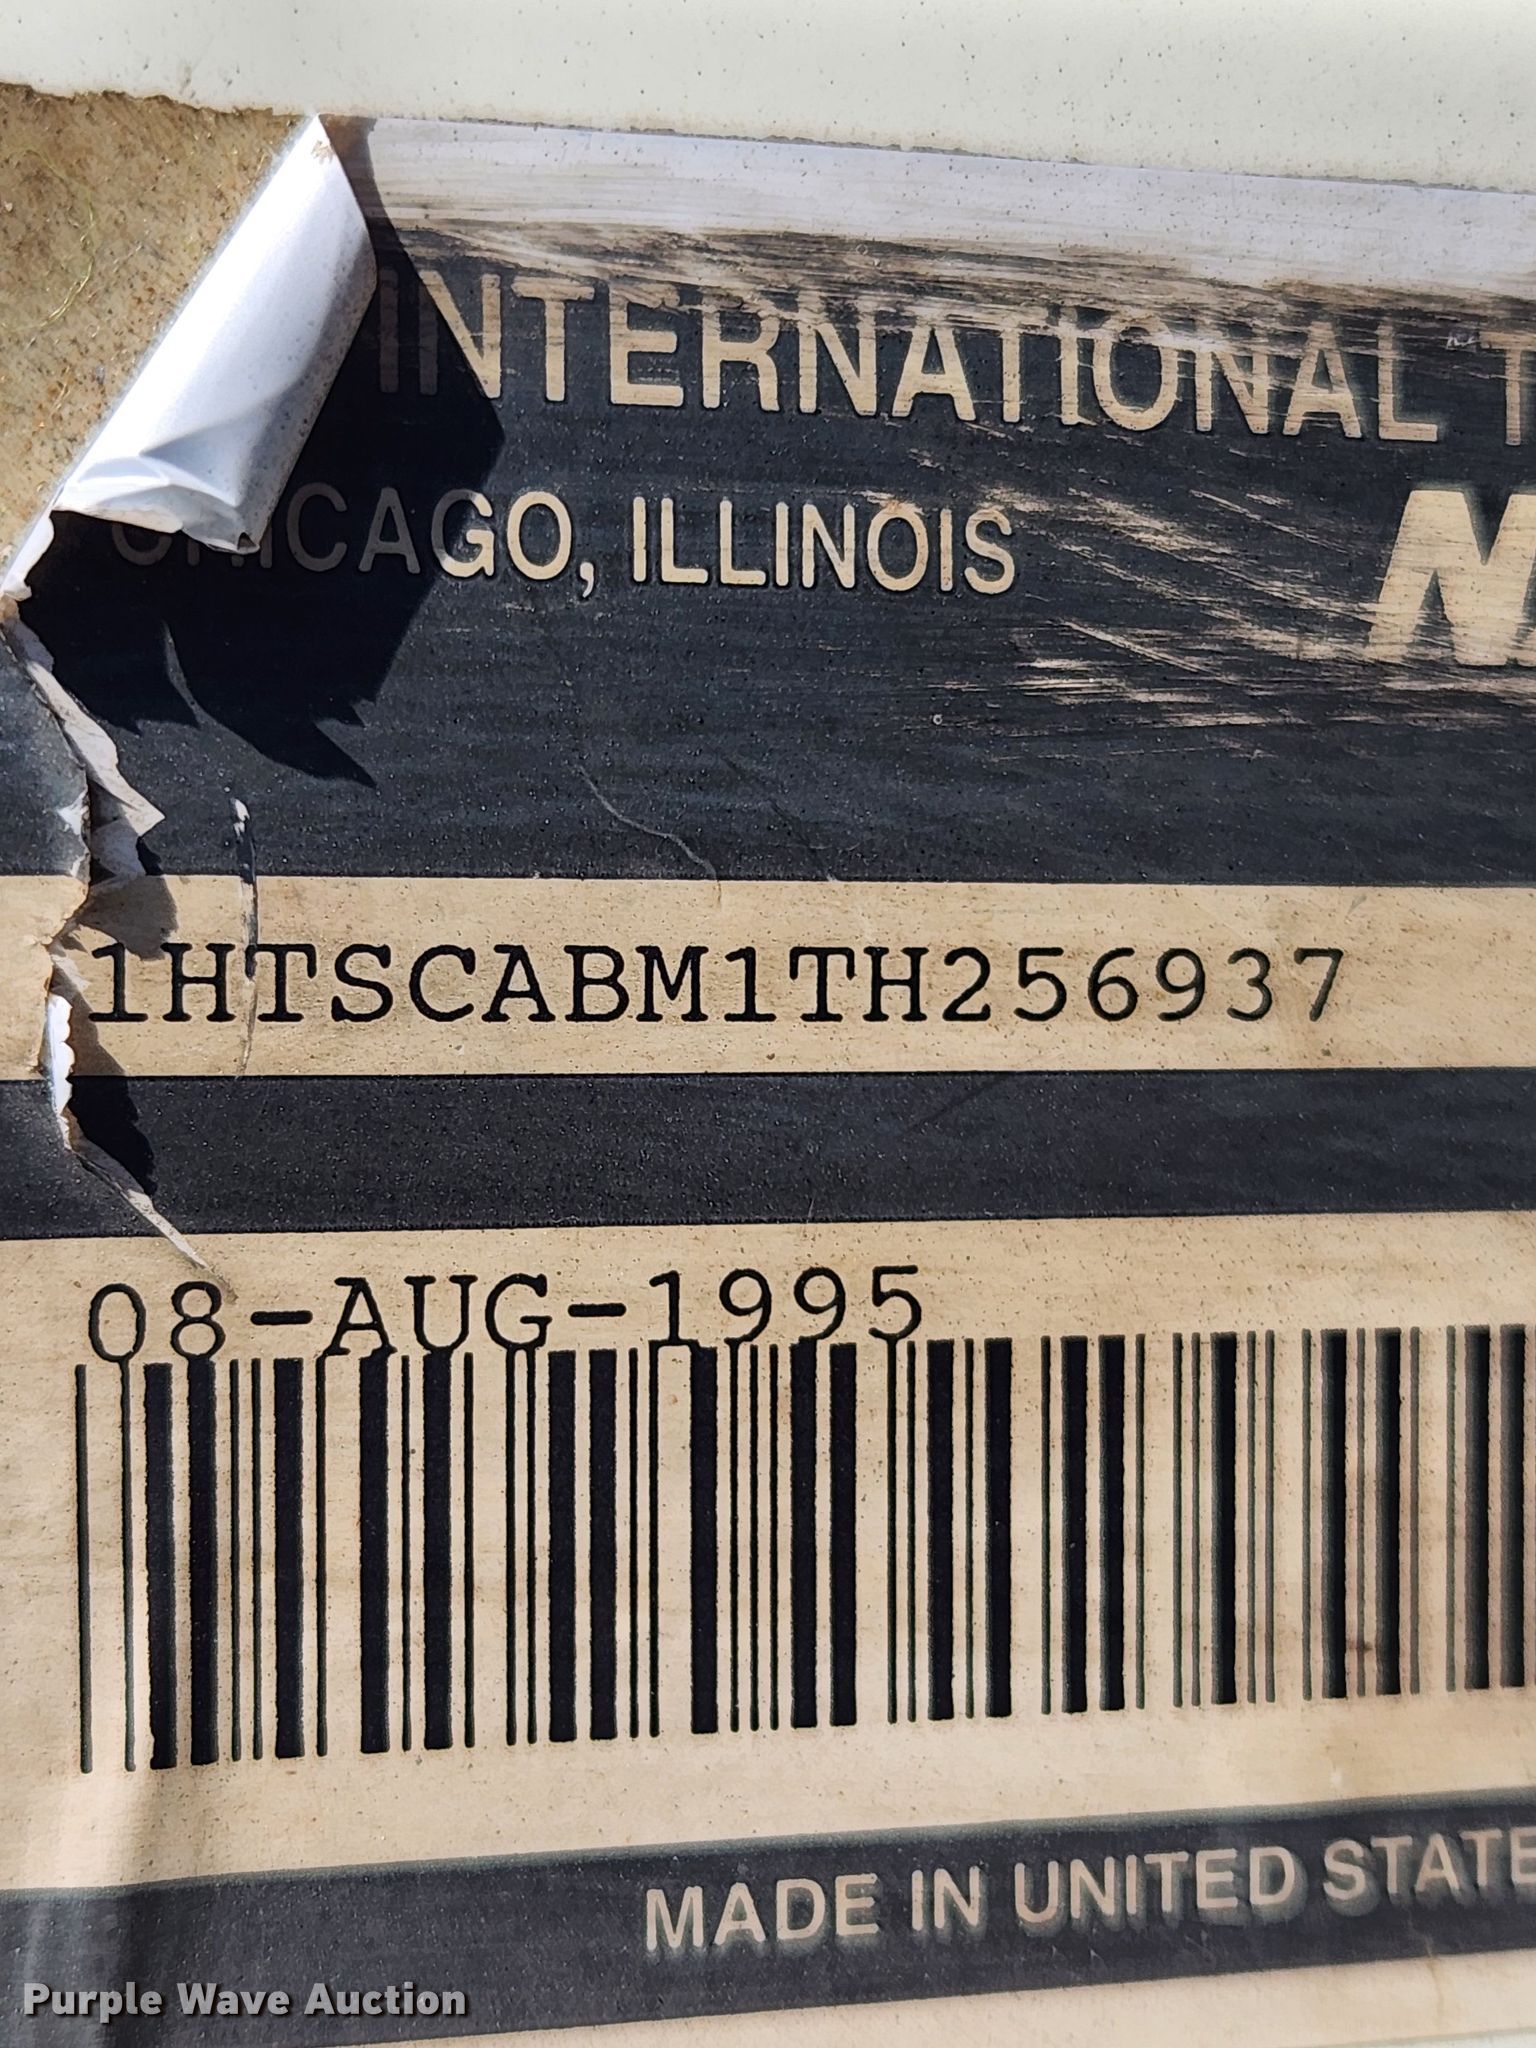 INTERNATIONAL T
CHICAGO, ILLINOIS
1HTSCABM1TH256937
08-AUG-1995
MADE IN UNITED STATE
Purple Wave Auction